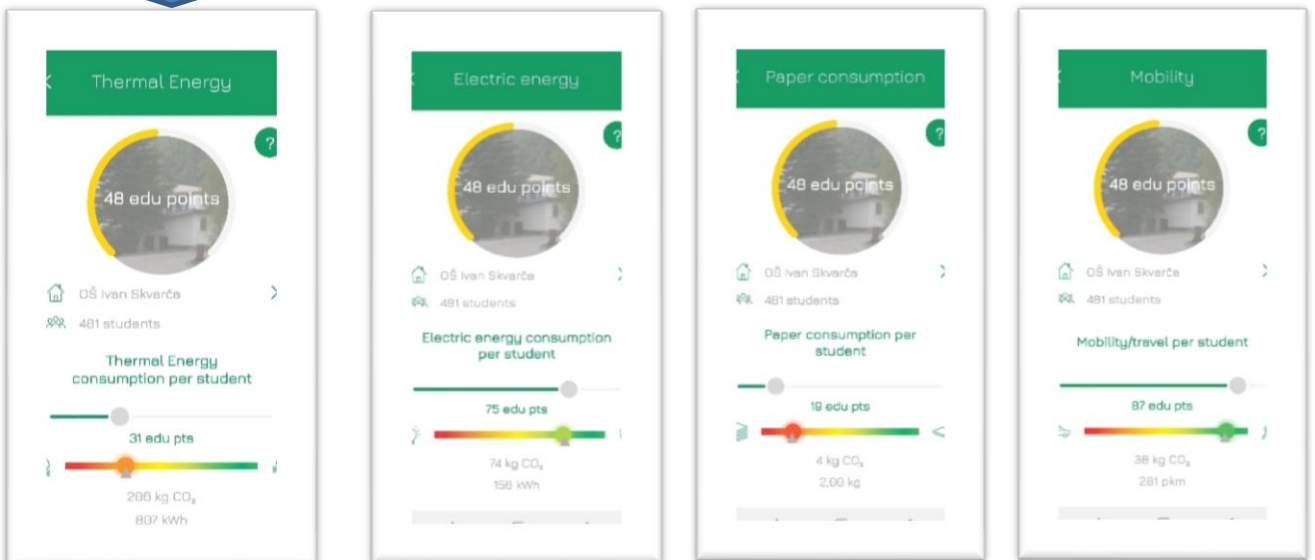 Thermal Energy
?
48 edu points
OŠ Ivan Skvarča
481 students
Thermal Energy
consumption per student
31 edu pts
206 kg CO₂
807 kWh
Electric energy
?
48 edu points
OŠ Ivan Skvarča
481 students
Electric energy consumption
per student
75 edu pts
74 kg CO₂
156 kWh
Paper consumption
?
48 edu points
OŠ Ivan Skvarča
481 students
Paper consumption per
student
19 edu pts
4 kg CO₂
2,00 kg
Mobility
?
48 edu points
OŠ Ivan Skvarča
481 students
Mobility/travel per student
87 edu pts
38 kg CO₂
281 pkm